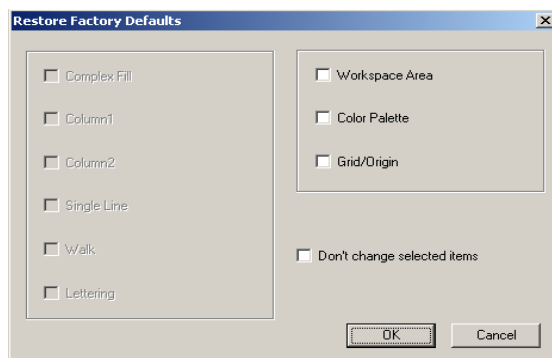 Restore Factory Defaults
Complex Fill
Column1
Column2
Single Line
Walk
Lettering
Workspace Area
Color Palette
Grid/Origin
Don't change selected items
OK
Cancel